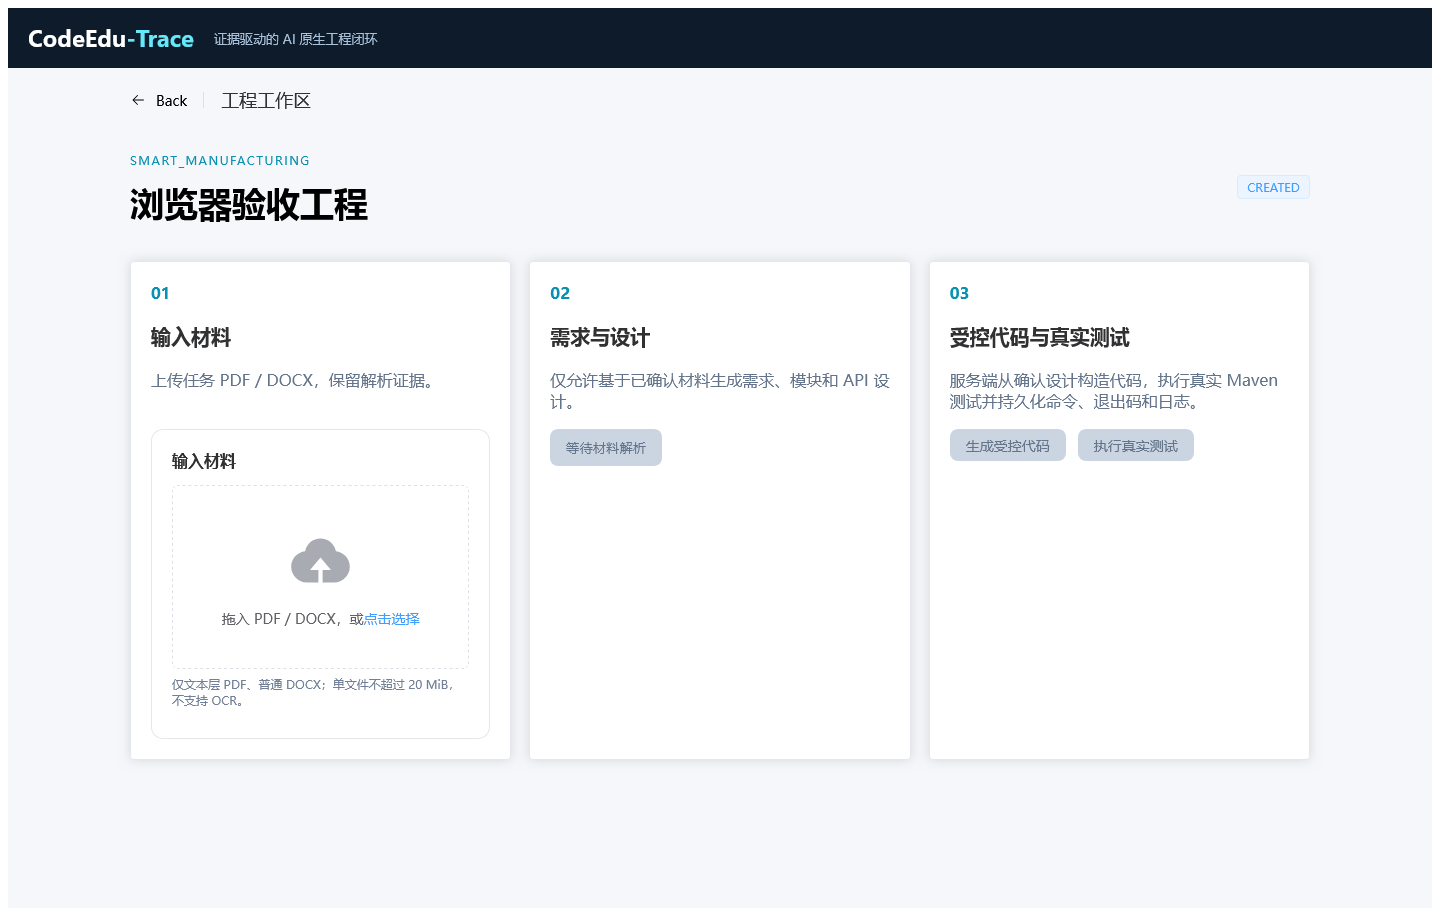 CodeEdu-Trace 证据驱动的 AI 原生工程闭环
← Back 工程工作区
SMART_MANUFACTURING
浏览器验收工程
CREATED
01
输入材料
上传任务 PDF / DOCX，保留解析证据。
输入材料
拖入 PDF / DOCX，或点击选择
仅文本层 PDF、普通 DOCX；单文件不超过 20 MiB，
不支持 OCR。
02
需求与设计
仅允许基于已确认材料生成需求、模块和 API 设
计。
等待材料解析
03
受控代码与真实测试
服务端从确认设计构造代码，执行真实 Maven
测试并持久化命令、退出码和日志。
生成受控代码 执行真实测试